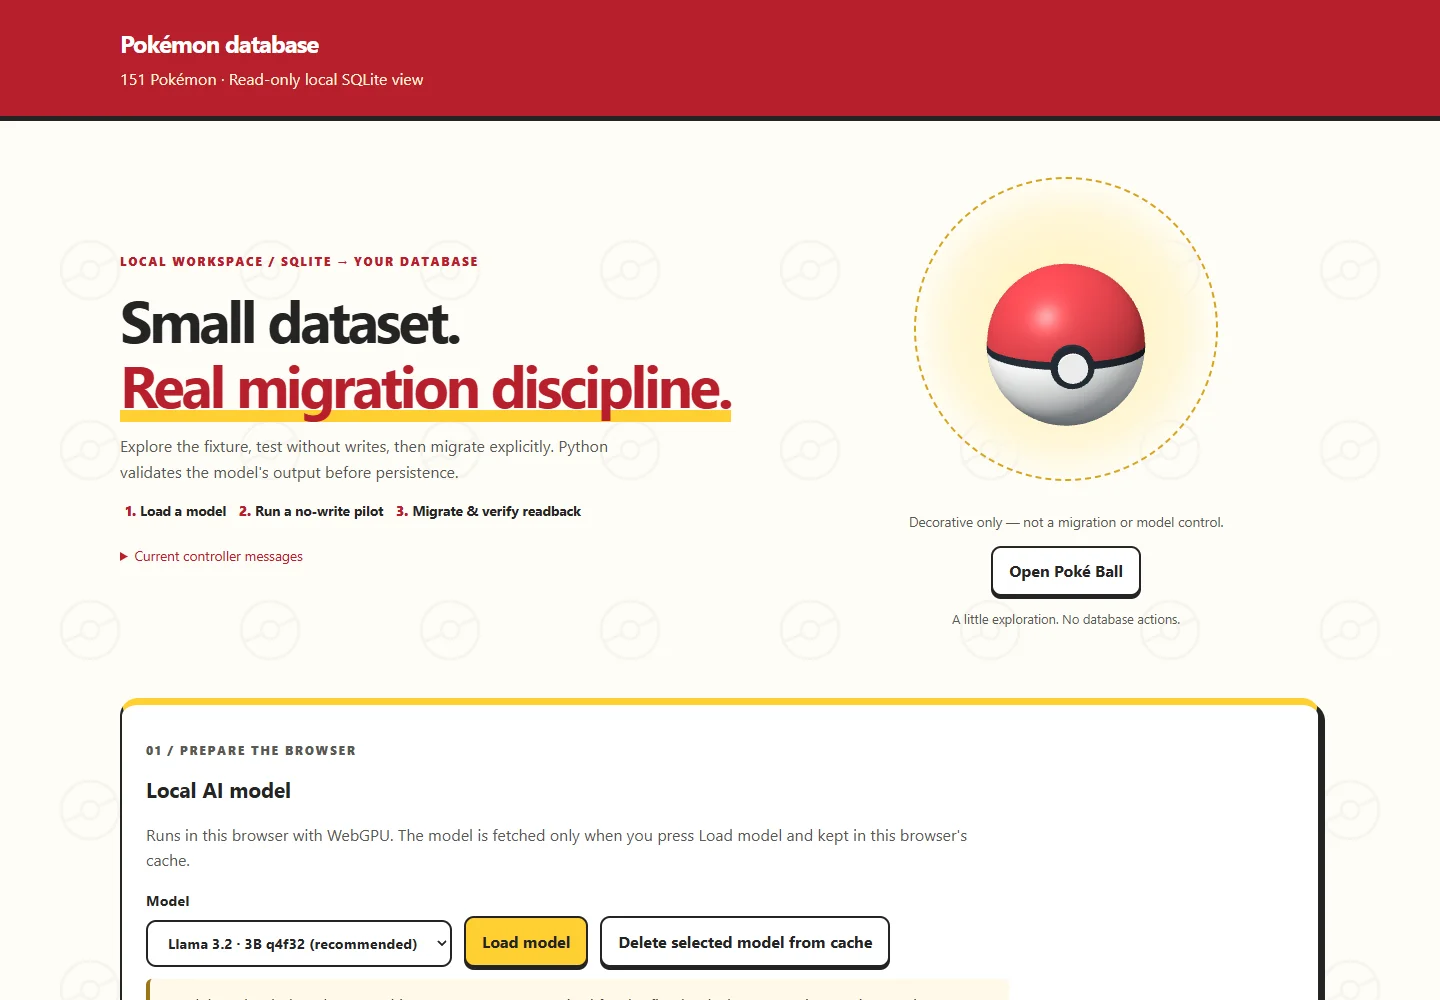 Pokémon database
151 Pokémon · Read-only local SQLite view
LOCAL WORKSPACE / SQLITE → YOUR DATABASE
Small dataset.
Real migration discipline.
Explore the fixture, test without writes, then migrate explicitly. Python
validates the model's output before persistence.
1. Load a model 2. Run a no-write pilot 3. Migrate & verify readback
Current controller messages
Decorative only — not a migration or model control.
Open Poké Ball
A little exploration. No database actions.
01 / PREPARE THE BROWSER
Local AI model
Runs in this browser with WebGPU. The model is fetched only when you press Load model and kept in this browser's
cache.
Model
Llama 3.2 · 3B q4f32 (recommended)
Load model
Delete selected model from cache